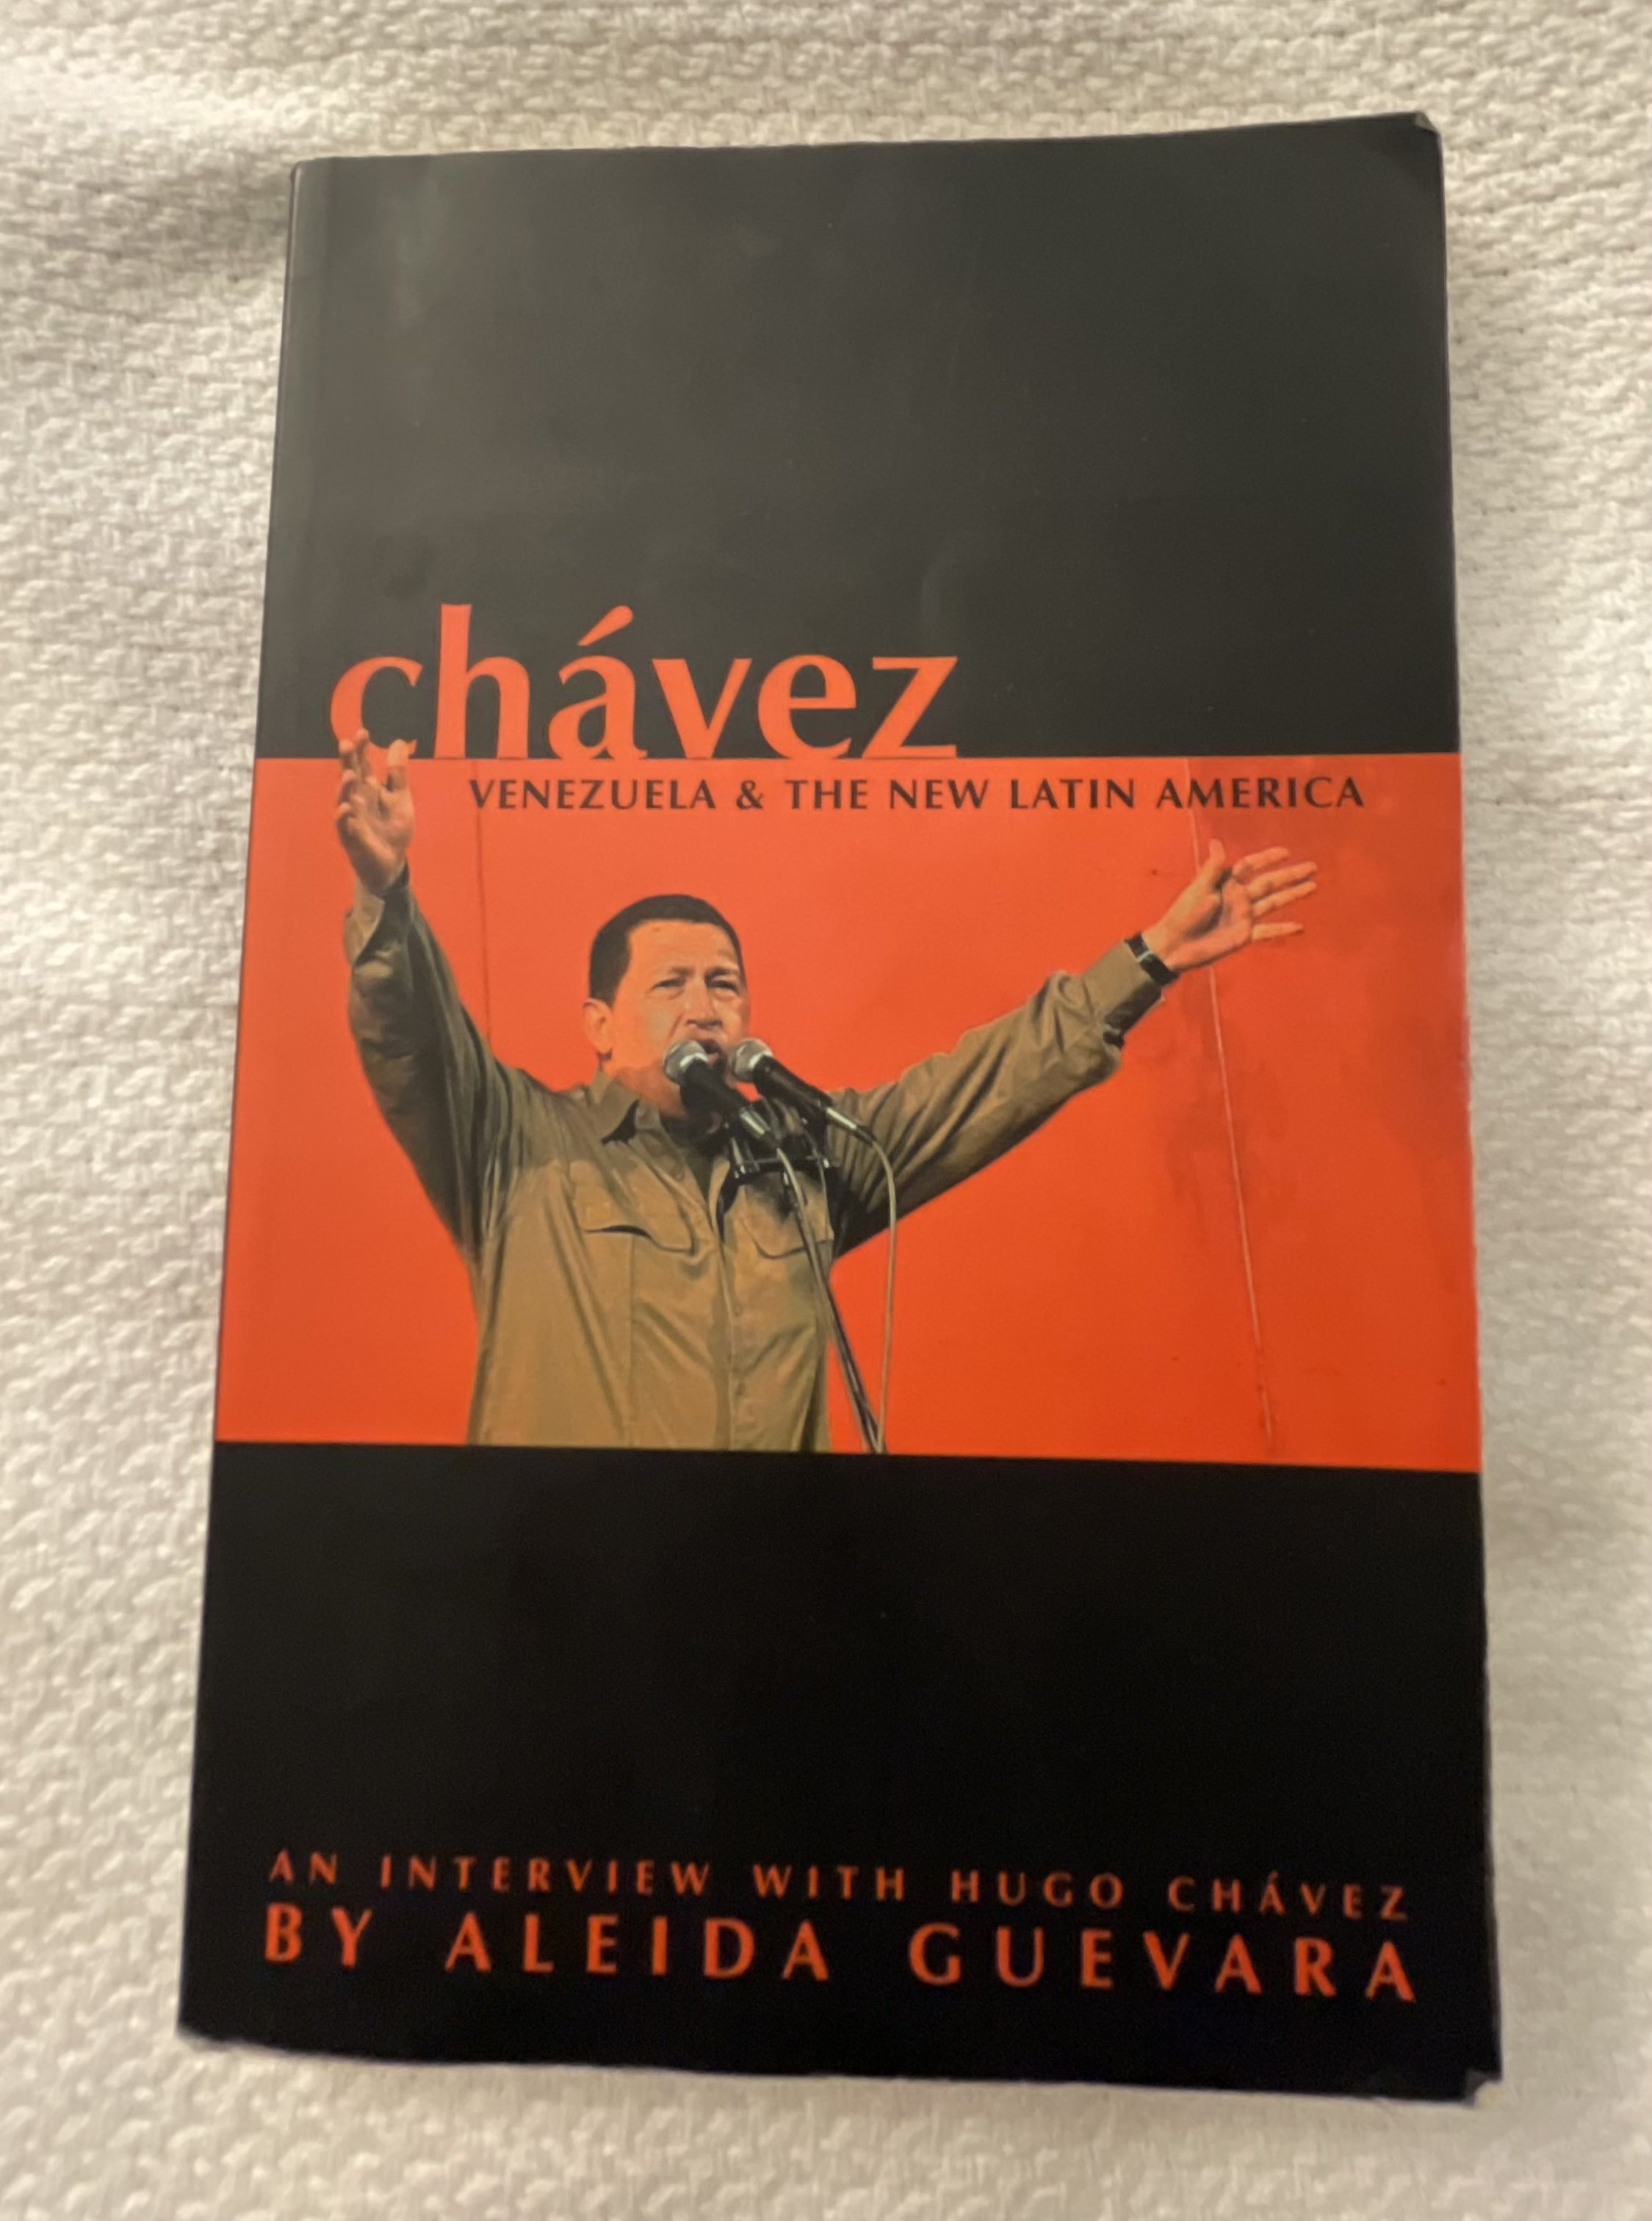 chávez
VENEZUELA & THE NEW LATIN AMERICA
AN INTERVIEW WITH HUGO CHÁVEZ
BY ALEIDA GUEVARA